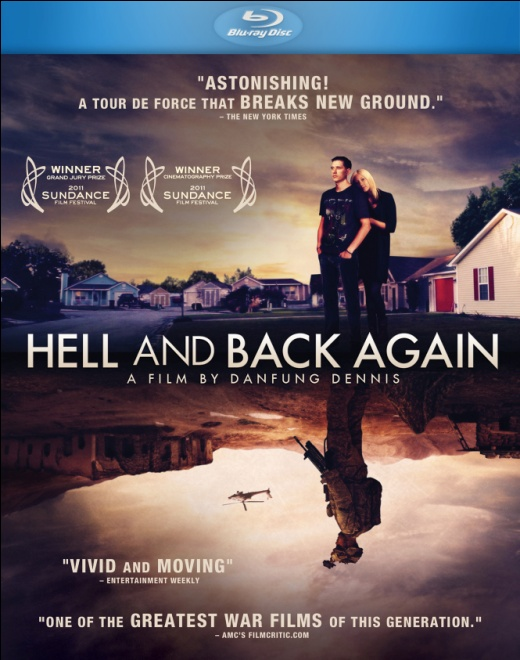 Blu-ray Disc
"ASTONISHING!
A TOUR DE FORCE THAT BREAKS NEW GROUND."
– THE NEW YORK TIMES
WINNER
GRAND JURY PRIZE
2011
SUNDANCE
FILM FESTIVAL
WINNER
CINEMATOGRAPHY PRIZE
2011
SUNDANCE
FILM FESTIVAL
HELL AND BACK AGAIN
A FILM BY DANFUNG DENNIS
"VIVID AND MOVING"
– ENTERTAINMENT WEEKLY
"ONE OF THE GREATEST WAR FILMS OF THIS GENERATION."
– AMC'S FILMCRITIC.COM